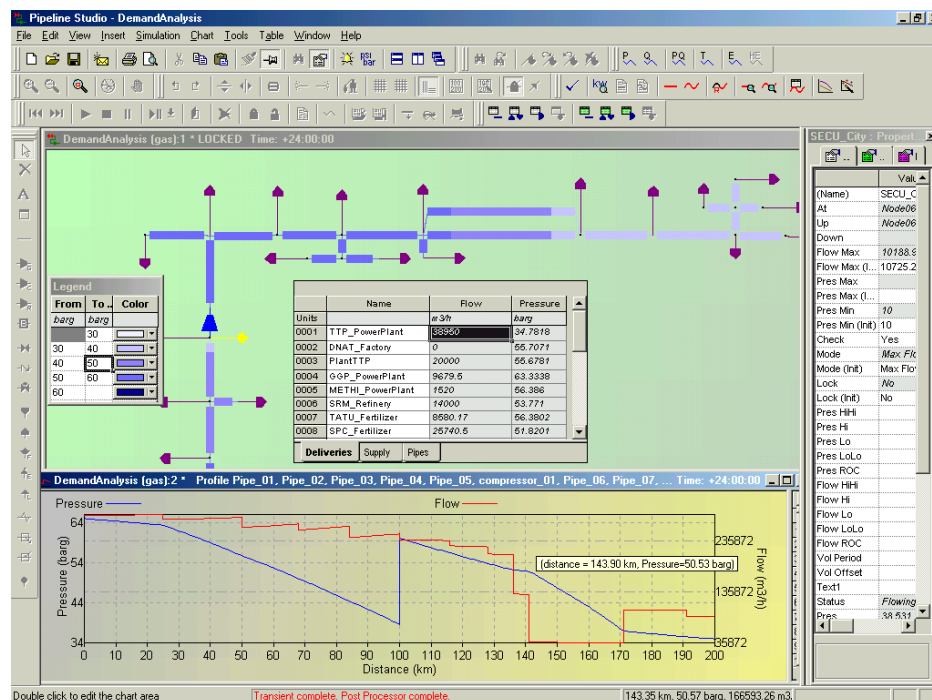 Pipeline Studio - DemandAnalysis
File Edit View Insert Simulation Chart Tools Table Window Help
DemandAnalysis (gas):1 * LOCKED Time: +24:00:00
SECU_City : Propert..
Valu
(Name) SECU_C
At Node06
Up Node06
Down
Flow Max 10188.9
Flow Max (I... 10725.2
Pres Max
Pres Max (I...
Pres Min 10
Pres Min (Init) 10
Check Yes
Mode Max Flo
Mode (Init) Max Flo
Lock No
Lock (Init) No
Pres HiHi
Pres Hi
Pres Lo
Pres LoLo
Pres ROC
Flow HiHi
Flow Hi
Flow Lo
Flow LoLo
Flow ROC
Vol Period
Vol Offset
Text1
Status Flowing
Pres 38.531
Legend
From To .. Color
barg barg
30
30 40
40 50
50 60
60
Name Flow Pressure
Units m3/h barg
0001 TTP_PowerPlant 38950 34.7818
0002 DNAT_Factory 0 55.7071
0003 PlantTTP 20000 55.6781
0004 GGP_PowerPlant 9679.5 63.3338
0005 METHI_PowerPlant 1520 56.386
0006 SRM_Refinery 14000 53.771
0007 TATU_Fertilizer 8580.17 56.3802
0008 SPC_Fertilizer 25740.5 51.8201
Deliveries Supply Pipes
DemandAnalysis (gas):2 * Profile Pipe_01, Pipe_02, Pipe_03, Pipe_04, Pipe_05, compressor_01, Pipe_06, Pipe_07, ... Time: +24:00:00
Pressure Flow
Pressure (barg)
64
54
44
34
235872
135872
35872
Flow (m3/h)
(distance = 143.90 km, Pressure=50.53 barg)
0 10 20 30 40 50 60 70 80 90 100 110 120 130 140 150 160 170 180 190 200
Distance (km)
Double click to edit the chart area
Transient complete. Post Processor complete.
143.35 km, 50.57 barg, 166593.26 m3.